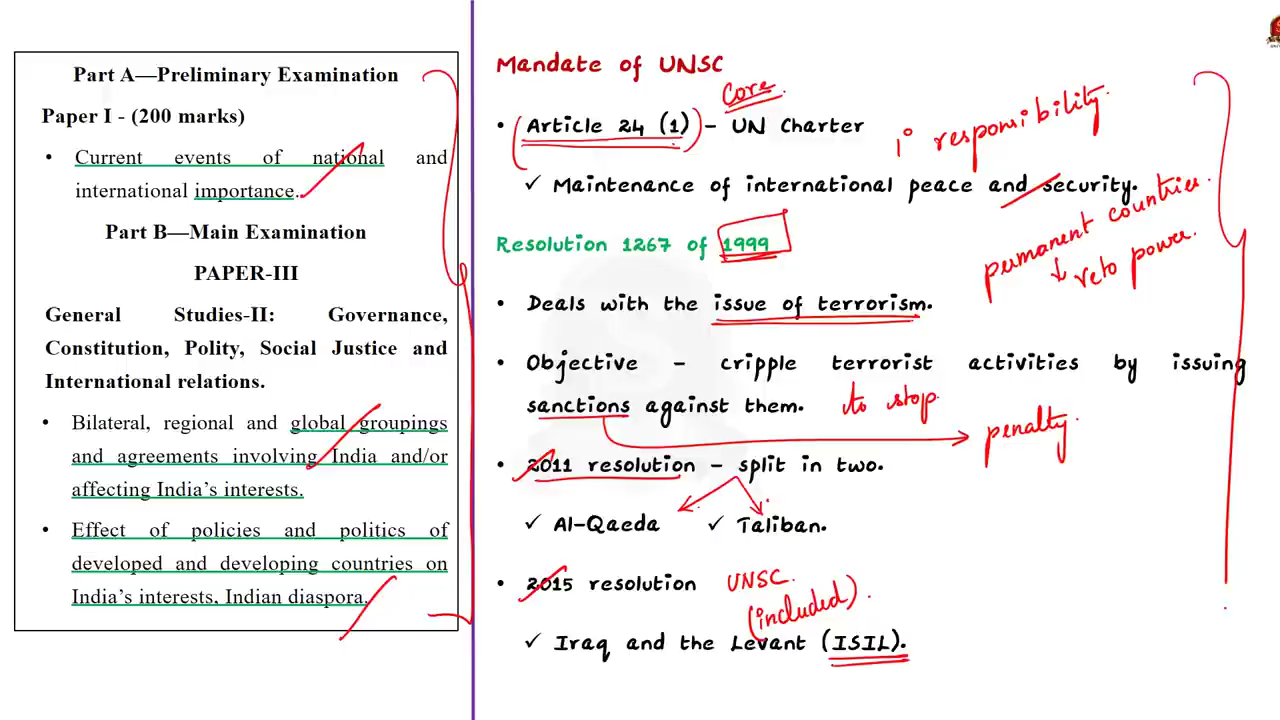 Part A—Preliminary Examination
Paper I - (200 marks)
• Current events of national and
international importance.
Part B—Main Examination
PAPER-III
General Studies-II: Governance,
Constitution, Polity, Social Justice and
International relations.
• Bilateral, regional and global groupings
and agreements involving India and/or
affecting India's interests.
• Effect of policies and politics of
developed and developing countries on
India's interests, Indian diaspora.
Mandate of UNSC
Core
• (Article 24 (1)) - UN Charter
i' responsibility
✓ Maintenance of international peace and security.
permanent countries
↓ veto power
Resolution 1267 of 1999
• Deals with the issue of terrorism.
• Objective - cripple terrorist activities by issuing
sanctions against them. to stop
penalty
• 2011 resolution - split in two.
✓ Al-Qaeda ✓ Taliban.
• 2015 resolution UNSC
(included).
✓ Iraq and the Levant (ISIL).